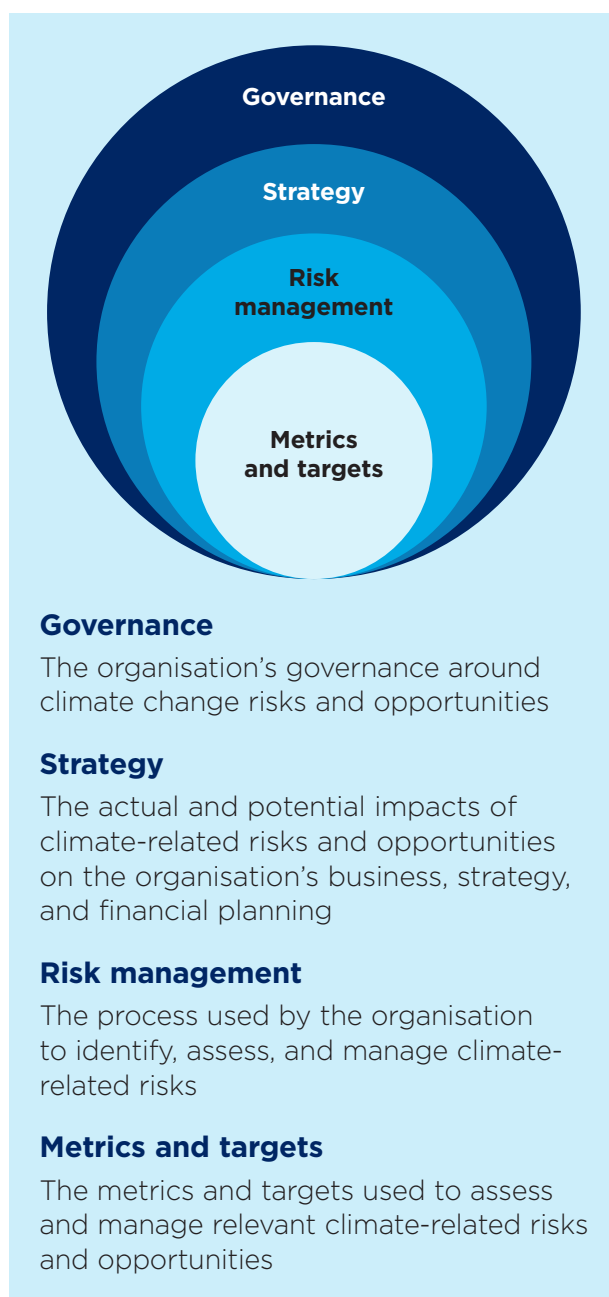 Governance
Strategy
Risk
management
Metrics
and targets
Governance
The organisation’s governance around
climate change risks and opportunities
Strategy
The actual and potential impacts of
climate-related risks and opportunities
on the organisation’s business, strategy,
and financial planning
Risk management
The process used by the organisation
to identify, assess, and manage climate-
related risks
Metrics and targets
The metrics and targets used to assess
and manage relevant climate-related risks
and opportunities